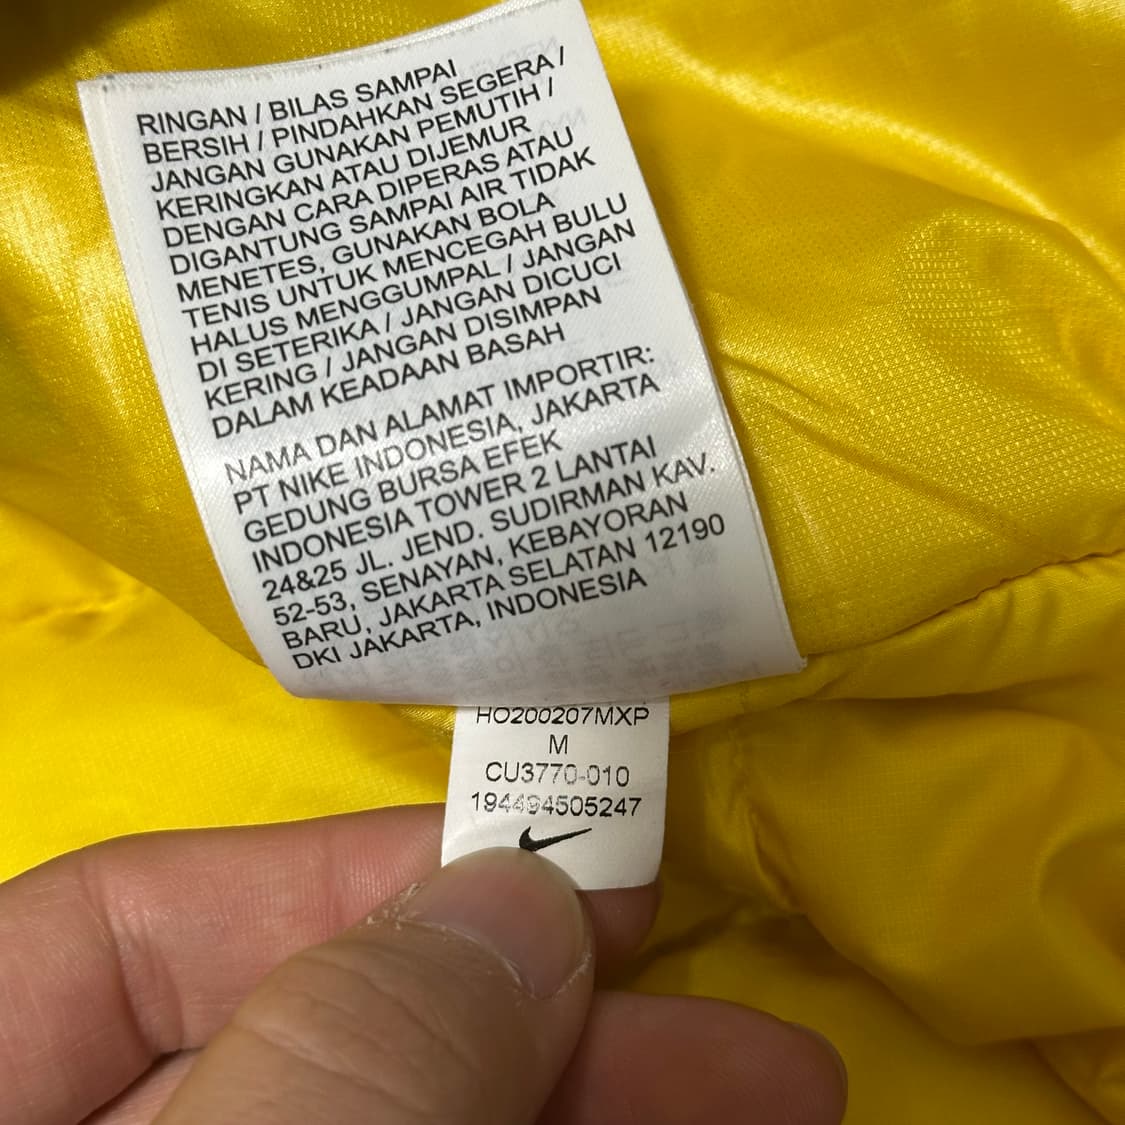 RINGAN / BILAS SAMPAI
BERSIH / PINDAHKAN SEGERA /
JANGAN GUNAKAN PEMUTIH /
KERINGKAN ATAU DIJEMUR
DENGAN CARA DIPERAS ATAU
DIGANTUNG SAMPAI AIR TIDAK
MENETES, GUNAKAN BOLA
TENIS UNTUK MENCEGAH BULU
HALUS MENGGUMPAL / JANGAN
DI SETERIKA / JANGAN DICUCI
KERING / JANGAN DISIMPAN
DALAM KEADAAN BASAH
NAMA DAN ALAMAT IMPORTIR:
PT NIKE INDONESIA, JAKARTA
GEDUNG BURSA EFEK
INDONESIA TOWER 2 LANTAI
24&25 JL. JEND. SUDIRMAN KAV.
52-53, SENAYAN, KEBAYORAN
BARU, JAKARTA SELATAN 12190
DKI JAKARTA, INDONESIA
HO200207MXP
M
CU3770-010
194494505247